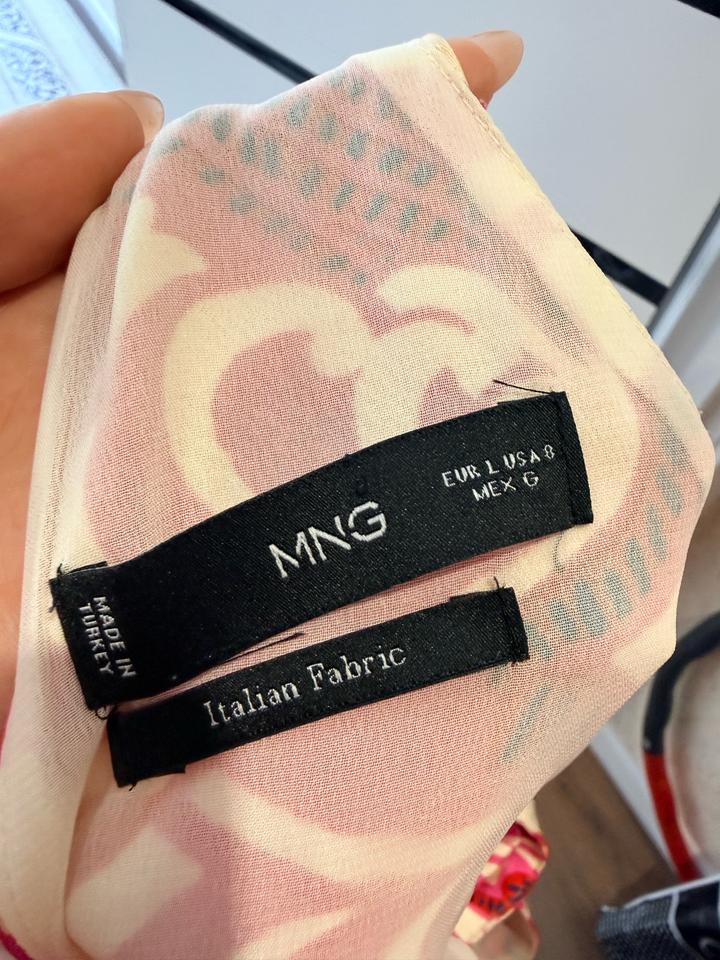 MNG
EUR L USA 8
MEX G
MADE IN
TURKEY
Italian Fabric